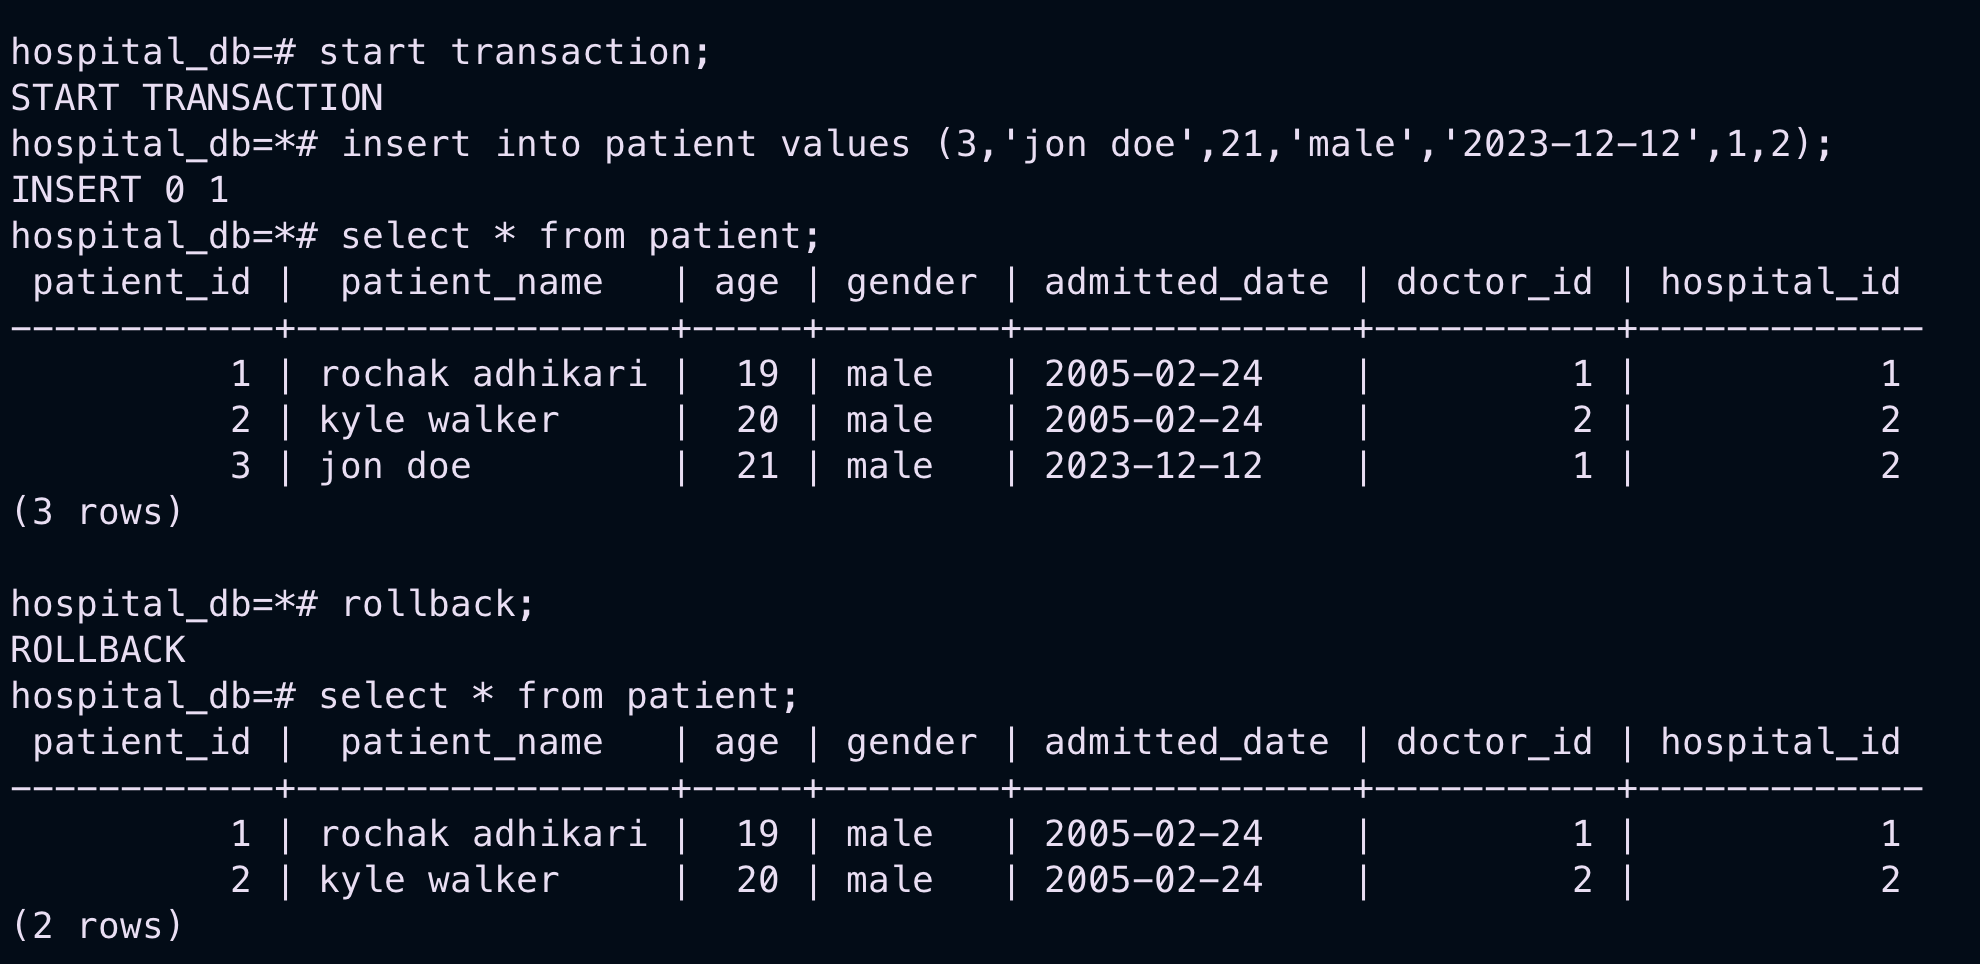 hospital_db=# start transaction;
START TRANSACTION
hospital_db=*# insert into patient values (3,'jon doe',21,'male','2023-12-12',1,2);
INSERT 0 1
hospital_db=*# select * from patient;
 patient_id |  patient_name   | age | gender | admitted_date | doctor_id | hospital_id
------------+-----------------+-----+--------+---------------+-----------+-------------
          1 | rochak adhikari |  19 | male   | 2005-02-24    |         1 |           1
          2 | kyle walker     |  20 | male   | 2005-02-24    |         2 |           2
          3 | jon doe         |  21 | male   | 2023-12-12    |         1 |           2
(3 rows)

hospital_db=*# rollback;
ROLLBACK
hospital_db=# select * from patient;
 patient_id |  patient_name   | age | gender | admitted_date | doctor_id | hospital_id
------------+-----------------+-----+--------+---------------+-----------+-------------
          1 | rochak adhikari |  19 | male   | 2005-02-24    |         1 |           1
          2 | kyle walker     |  20 | male   | 2005-02-24    |         2 |           2
(2 rows)